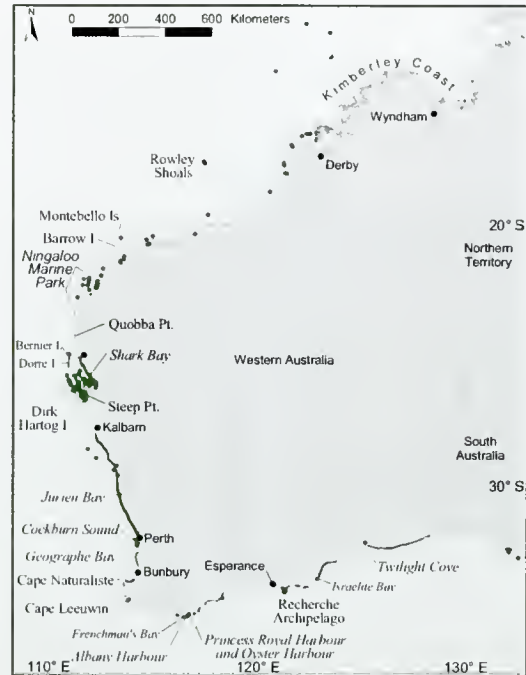 N
0 200 400 600 Kilometers
Kimberley Coast
Wyndham
Derby
Rowley
Shoals
Montebello Is
Barrow I
20° S
Ningaloo
Marine
Park
Northern
Territory
Quobba Pt.
Bernier I.
Dorre I
Shark Bay
Western Australia
Steep Pt.
Dirk
Hartog I
Kalbarn
South
Australia
30° S
Jurien Bay
Cockburn Sound
Perth
Geographe Bay
Bunbury
Esperance
Twilight Cove
Cape Naturaliste
Israelite Bay
Cape Leeuwin
Recherche
Archipelago
Frenchman's Bay
Albany Harbour
Princess Royal Harbour
and Oyster Harbour
110° E
120° E
130° E